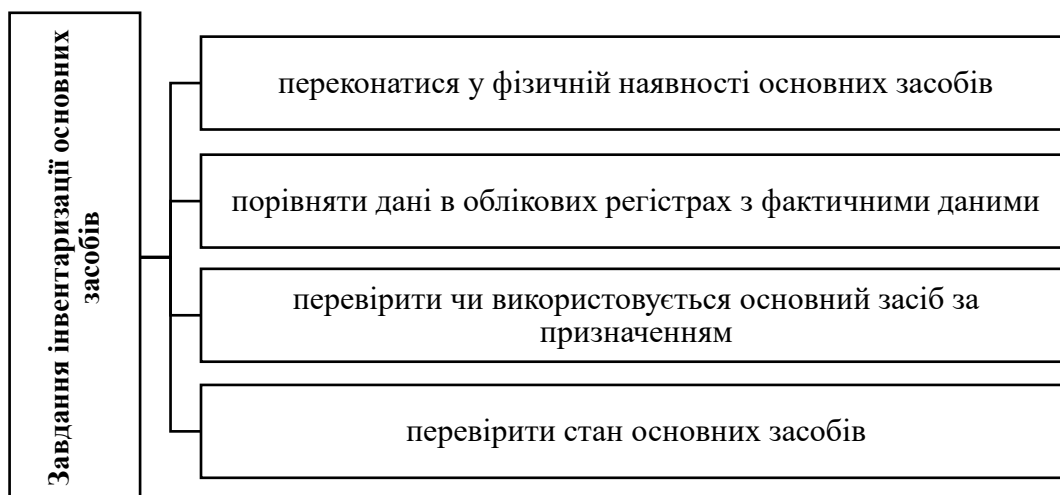 Завдання інвентаризації основних
засобів
переконатися у фізичній наявності основних засобів
порівняти дані в облікових регістрах з фактичними даними
перевірити чи використовується основний засіб за
призначенням
перевірити стан основних засобів